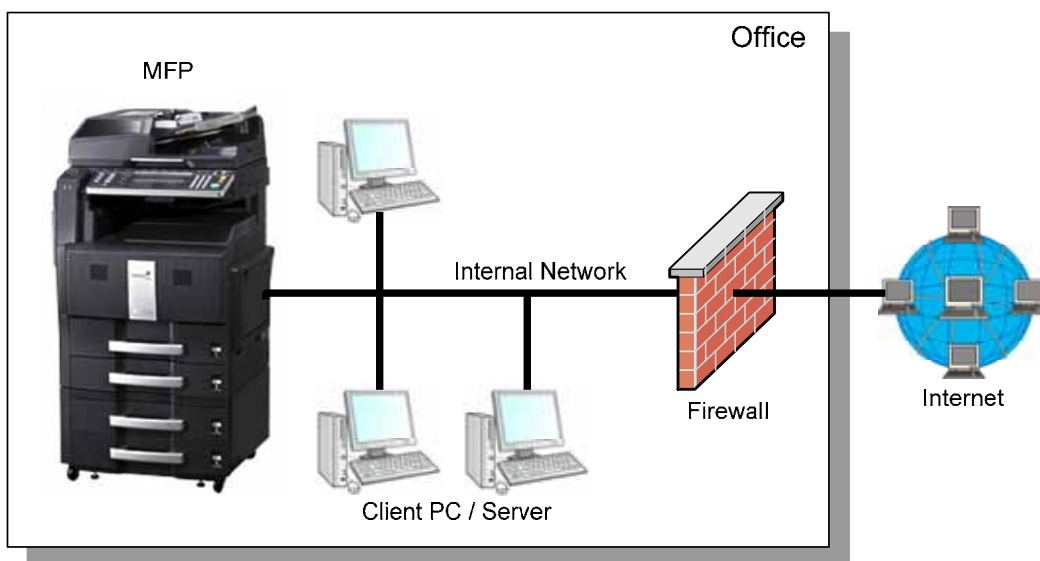 Office
MFP
Internal Network
Firewall
Internet
Client PC / Server